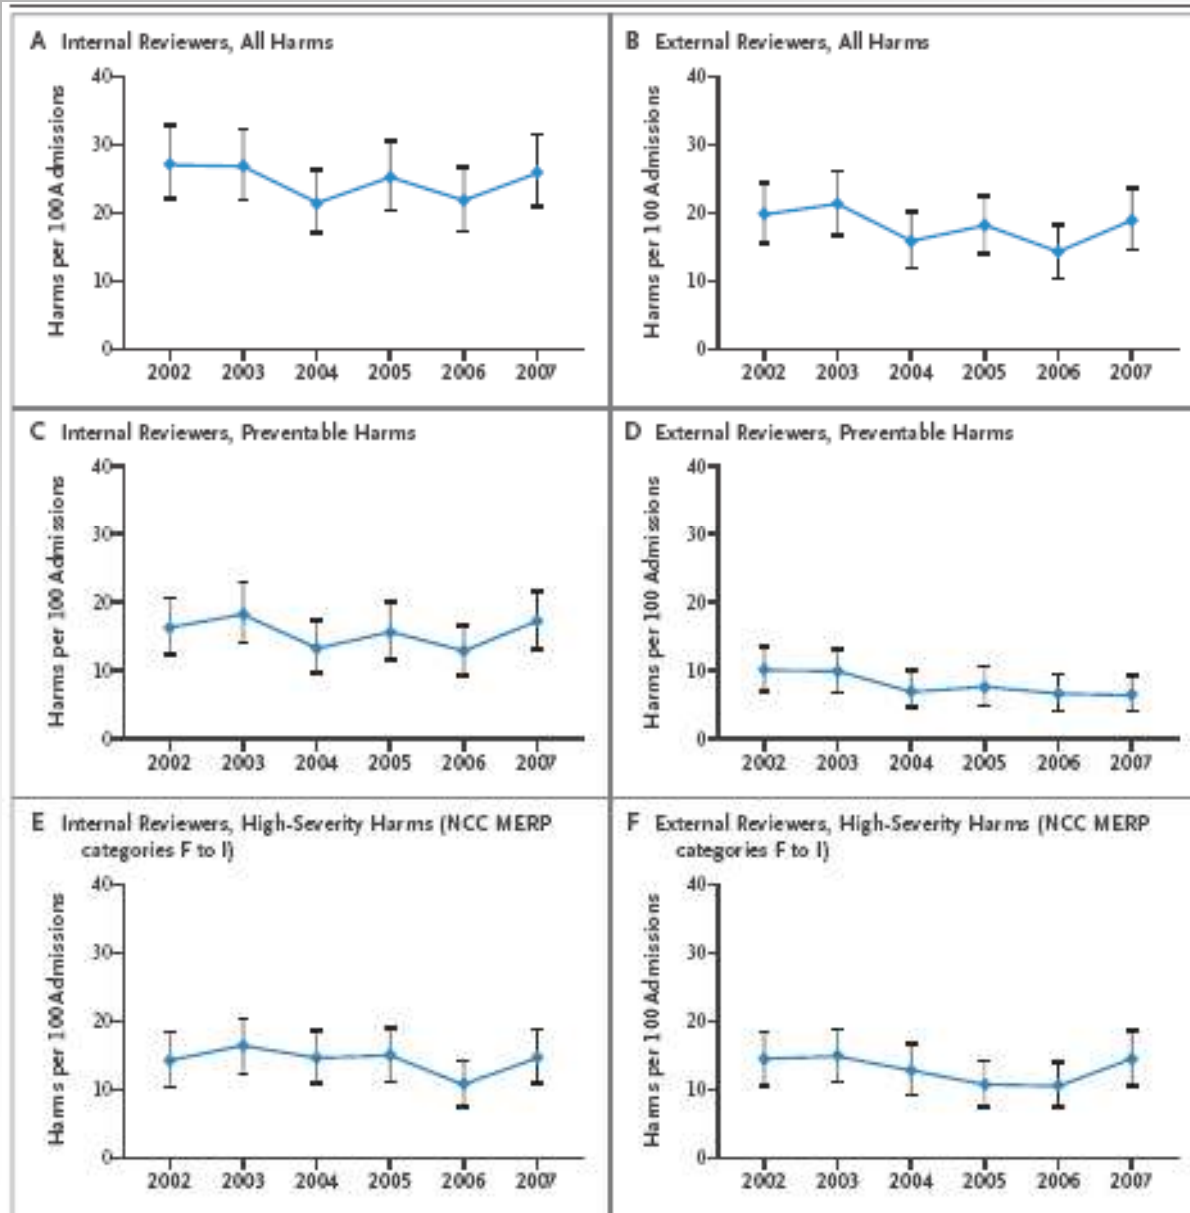 A Internal Reviewers, All Harms
Harms per 100 Admissions
40
30
20
10
0
2002 2003 2004 2005 2006 2007
B External Reviewers, All Harms
Harms per 100 Admissions
40
30
20
10
0
2002 2003 2004 2005 2006 2007
C Internal Reviewers, Preventable Harms
Harms per 100 Admissions
40
30
20
10
0
2002 2003 2004 2005 2006 2007
D External Reviewers, Preventable Harms
Harms per 100 Admissions
40
30
20
10
0
2002 2003 2004 2005 2006 2007
E Internal Reviewers, High-Severity Harms (NCC MERP
categories F to I)
Harms per 100 Admissions
40
30
20
10
0
2002 2003 2004 2005 2006 2007
F External Reviewers, High-Severity Harms (NCC MERP
categories F to I)
Harms per 100 Admissions
40
30
20
10
0
2002 2003 2004 2005 2006 2007